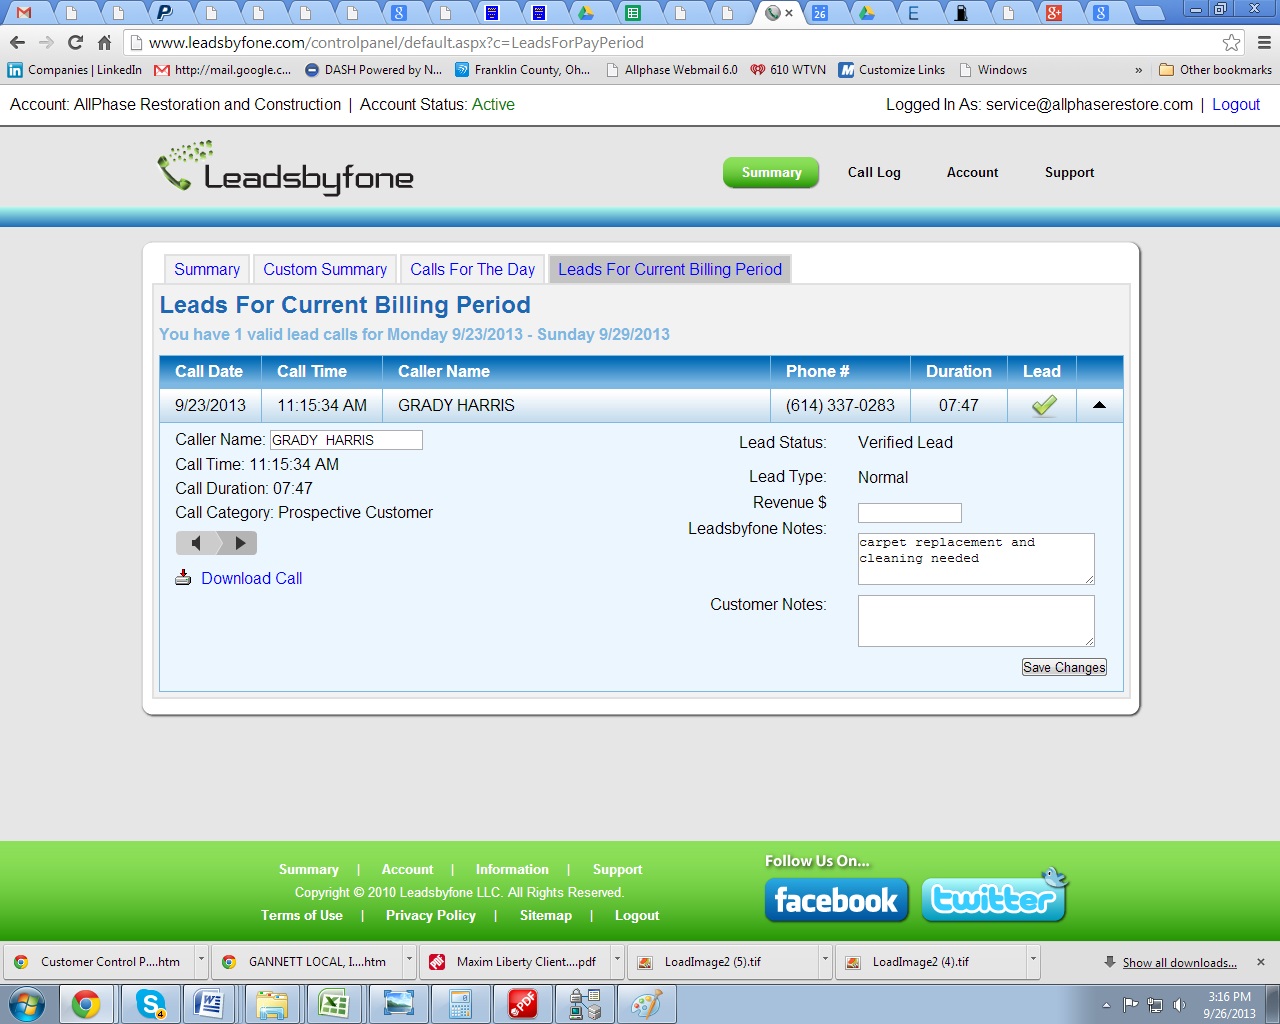 www.leadsbyfone.com/controlpanel/default.aspx?c=LeadsForPayPeriod
Companies | LinkedIn
http://mail.google.c...
DASH Powered by N...
Franklin County, Oh...
Allphase Webmail 6.0
610 WTVN
Customize Links
Windows
»
Other bookmarks
Account: AllPhase Restoration and Construction | Account Status: Active
Logged In As: service@allphaserestore.com | Logout
Leadsbyfone
Summary
Call Log
Account
Support
Summary
Custom Summary
Calls For The Day
Leads For Current Billing Period
Leads For Current Billing Period
You have 1 valid lead calls for Monday 9/23/2013 - Sunday 9/29/2013
Call Date Call Time Caller Name Phone # Duration Lead
9/23/2013 11:15:34 AM GRADY HARRIS (614) 337-0283 07:47
Caller Name: GRADY HARRIS
Call Time: 11:15:34 AM
Call Duration: 07:47
Call Category: Prospective Customer
Download Call
Lead Status: Verified Lead
Lead Type: Normal
Revenue $
Leadsbyfone Notes:
carpet replacement and
cleaning needed
Customer Notes:
Save Changes
Summary | Account | Information | Support
Copyright © 2010 Leadsbyfone LLC. All Rights Reserved.
Terms of Use | Privacy Policy | Sitemap | Logout
Follow Us On...
facebook
twitter
Customer Control P....htm
GANNETT LOCAL, I....htm
Maxim Liberty Client....pdf
LoadImage2 (5).tif
LoadImage2 (4).tif
Show all downloads...
3:16 PM
9/26/2013